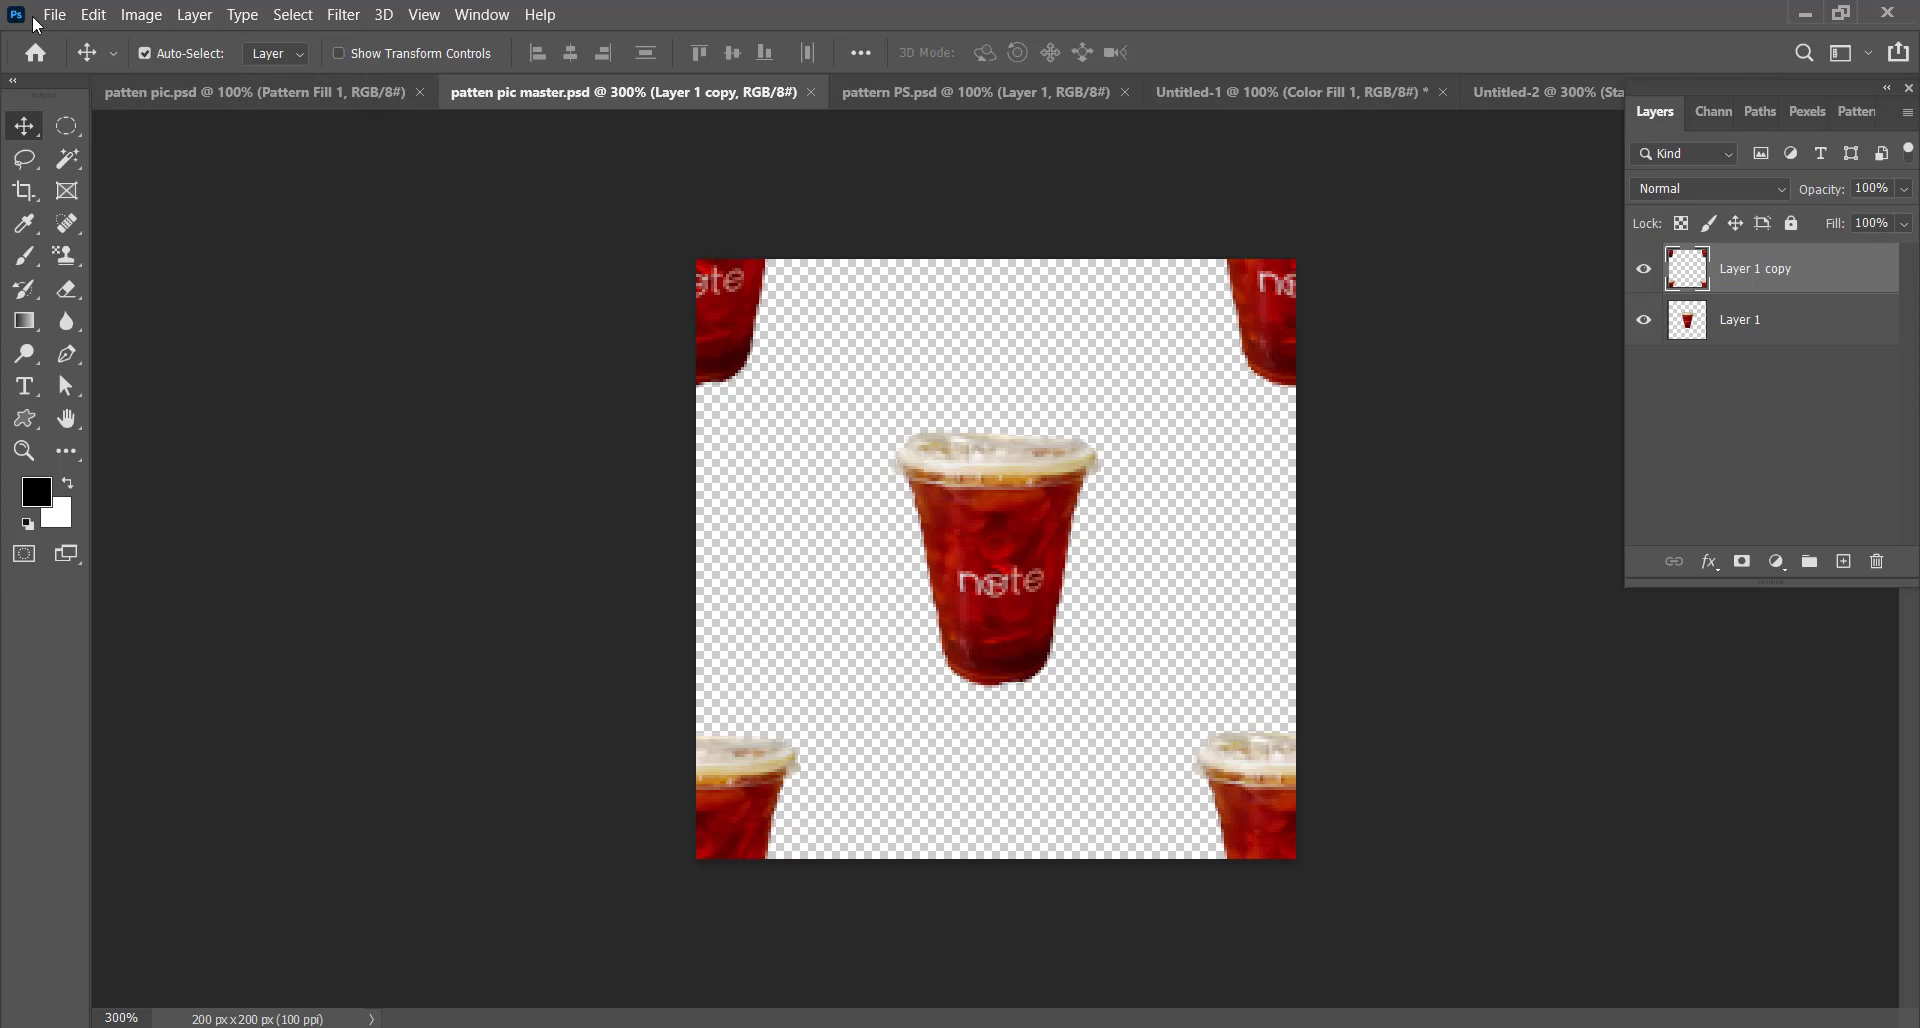 Ps File Edit Image Layer Type Select Filter 3D View Window Help
Auto-Select: Layer Show Transform Controls 3D Mode:
patten pic.psd @ 100% (Pattern Fill 1, RGB/8#) patten pic master.psd @ 300% (Layer 1 copy, RGB/8#) pattern PS.psd @ 100% (Layer 1, RGB/8#) Untitled-1 @ 100% (Color Fill 1, RGB/8#) * Untitled-2 @ 300% (Sta
Layers Chann Paths Pexels Patter
Kind
Normal Opacity: 100%
Lock: Fill: 100%
Layer 1 copy
Layer 1
note
300% 200 px x 200 px (100 ppi)